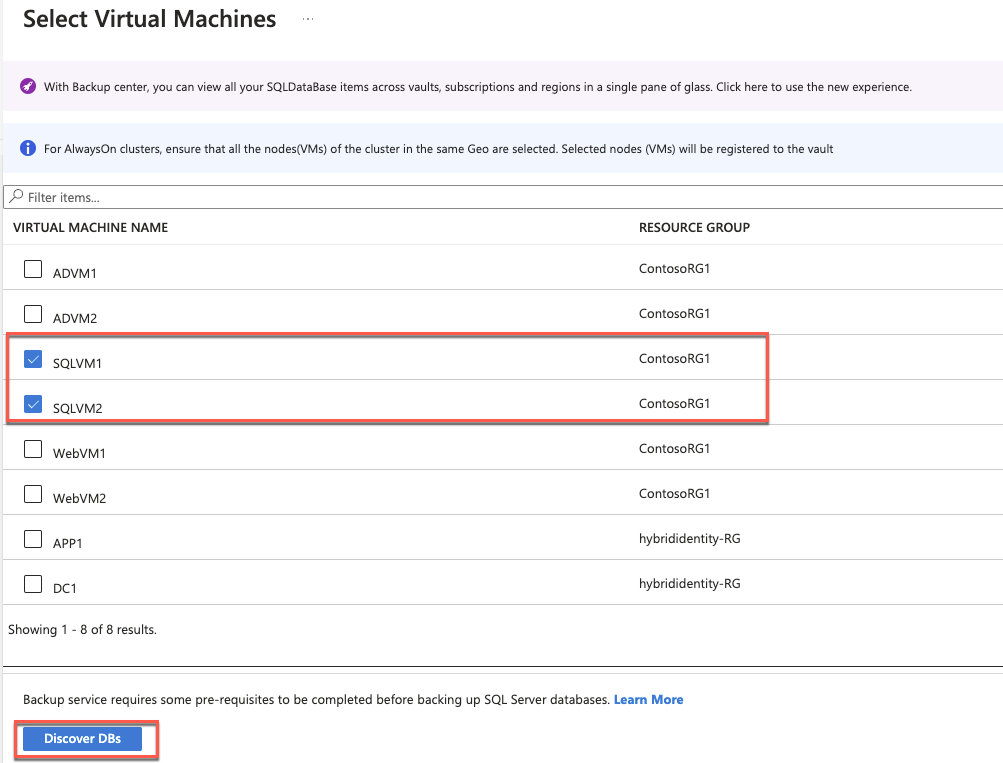 Select Virtual Machines ...
With Backup center, you can view all your SQLDataBase items across vaults, subscriptions and regions in a single pane of glass. Click here to use the new experience.
For AlwaysOn clusters, ensure that all the nodes(VMs) of the cluster in the same Geo are selected. Selected nodes (VMs) will be registered to the vault
Filter items...
VIRTUAL MACHINE NAME RESOURCE GROUP
ADVM1 ContosoRG1
ADVM2 ContosoRG1
SQLVM1 ContosoRG1
SQLVM2 ContosoRG1
WebVM1 ContosoRG1
WebVM2 ContosoRG1
APP1 hybrididentity-RG
DC1 hybrididentity-RG
Showing 1 - 8 of 8 results.
Backup service requires some pre-requisites to be completed before backing up SQL Server databases. Learn More
Discover DBs